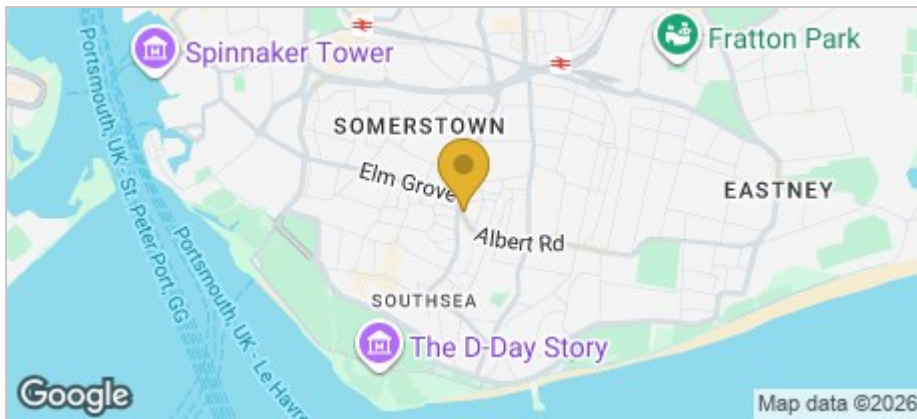 Spinnaker Tower
Fratton Park
SOMERSTOWN
Elm Grove
EASTNEY
Albert Rd
SOUTHSEA
The D-Day Story
Portsmouth, UK - St. Peter Port, GG
Portsmouth, UK - Le Havre
Google
Map data ©2026